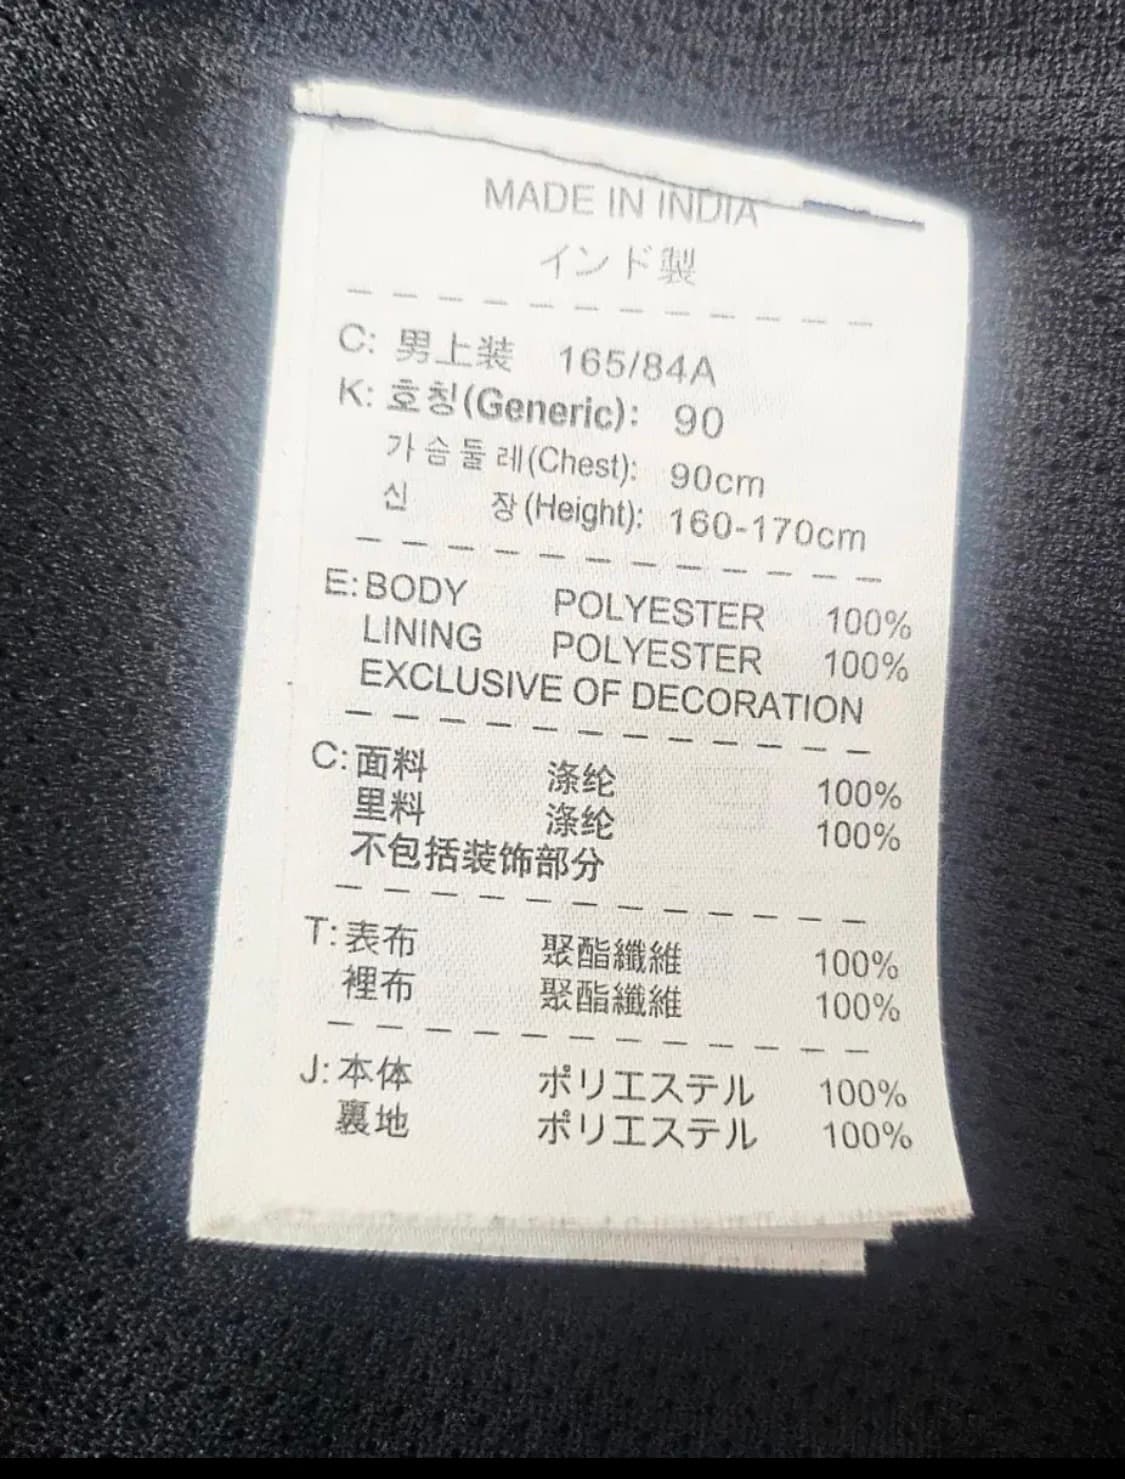 MADE IN INDIA
インド製
C: 男上装 165/84A
K: 호칭(Generic): 90
가슴둘레(Chest): 90cm
신 장(Height): 160-170cm
E: BODY POLYESTER 100%
LINING POLYESTER 100%
EXCLUSIVE OF DECORATION
C: 面料 涤纶 100%
里料 涤纶 100%
不包括装饰部分
T: 表布 聚酯纖維 100%
裡布 聚酯纖維 100%
J: 本体 ポリエステル 100%
裏地 ポリエステル 100%